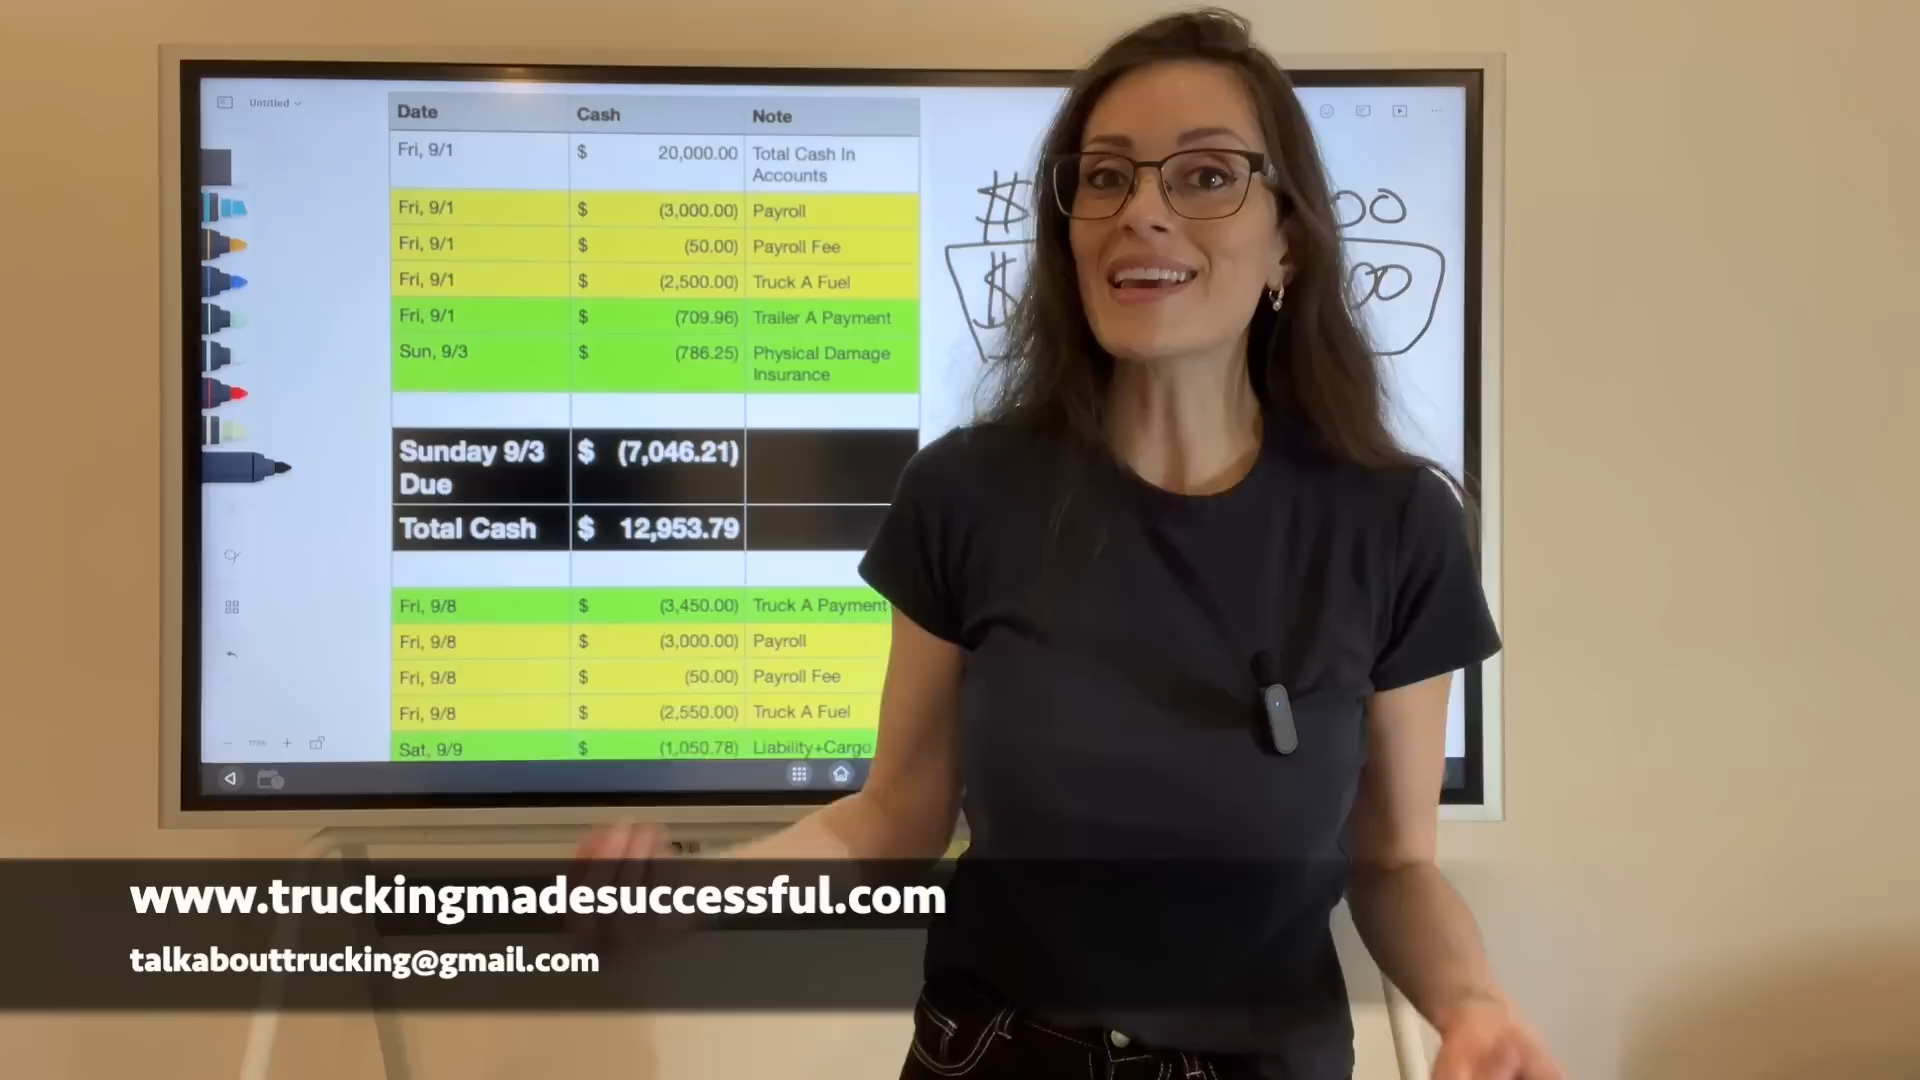 Untitled
Date Cash Note
Fri, 9/1 $ 20,000.00 Total Cash In
Accounts
Fri, 9/1 $ (3,000.00) Payroll
Fri, 9/1 $ (50.00) Payroll Fee
Fri, 9/1 $ (2,500.00) Truck A Fuel
Fri, 9/1 $ (709.96) Trailer A Payment
Sun, 9/3 $ (786.25) Physical Damage
Insurance
Sunday 9/3 $ (7,046.21)
Due
Total Cash $ 12,953.79
Fri, 9/8 $ (3,450.00) Truck A Payment
Fri, 9/8 $ (3,000.00) Payroll
Fri, 9/8 $ (50.00) Payroll Fee
Fri, 9/8 $ (2,550.00) Truck A Fuel
Sat, 9/9 $ (1,050.78) Liability+Cargo
$ 00
$ 00
www.truckingmadesuccessful.com
talkabouttrucking@gmail.com